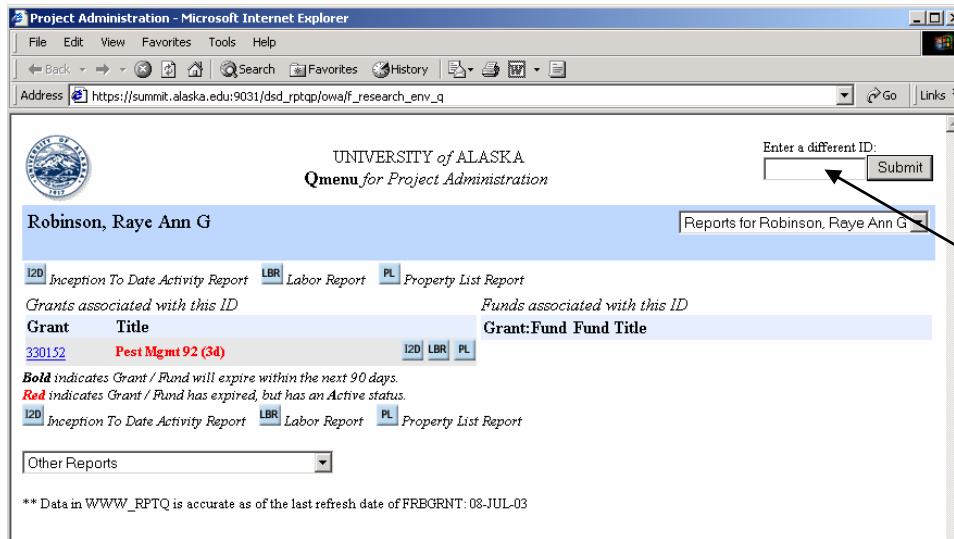 Project Administration - Microsoft Internet Explorer
File Edit View Favorites Tools Help
Back Search Favorites History
Address https://summit.alaska.edu:9031/dsd_rptqp/owa/f_research_env_q Go Links
Enter a different ID:
UNIVERSITY of ALASKA
Submit
Qmenu for Project Administration
1917
Robinson, Raye Ann G Reports for Robinson, Raye Ann G
I2D Inception To Date Activity Report LBR Labor Report PL Property List Report
Grants associated with this ID Funds associated with this ID
Grant Title Grant:Fund Fund Title
330152 Pest Mgmt 92 (3d) I2D LBR PL
Bold indicates Grant / Fund will expire within the next 90 days.
Red indicates Grant / Fund has expired, but has an Active status.
I2D Inception To Date Activity Report LBR Labor Report PL Property List Report
Other Reports
** Data in WWW_RPTQ is accurate as of the last refresh date of FRBGRNT: 08-JUL-03